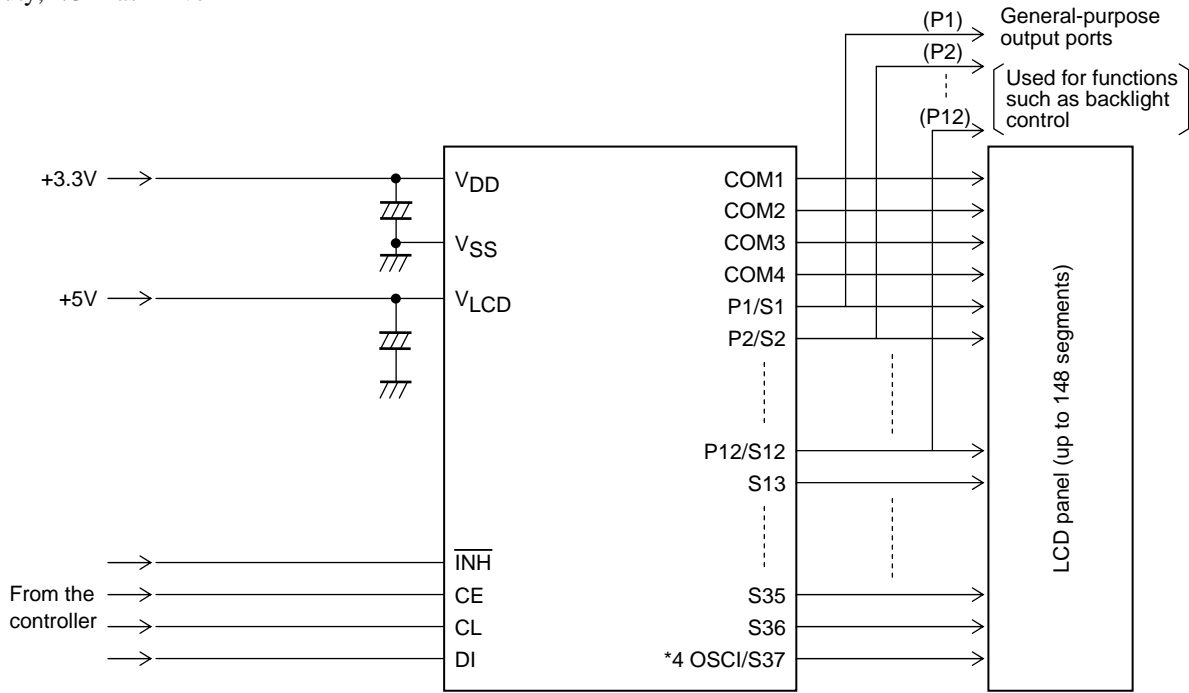 (P1)
General-purpose
output ports
(P2)
Used for functions
such as backlight
control
(P12)
+3.3V
VDD
VSS
+5V
VLCD
COM1
COM2
COM3
COM4
P1/S1
P2/S2
P12/S12
S13
LCD panel (up to 148 segments)
INH
From the
controller
CE
CL
DI
S35
S36
*4 OSCI/S37